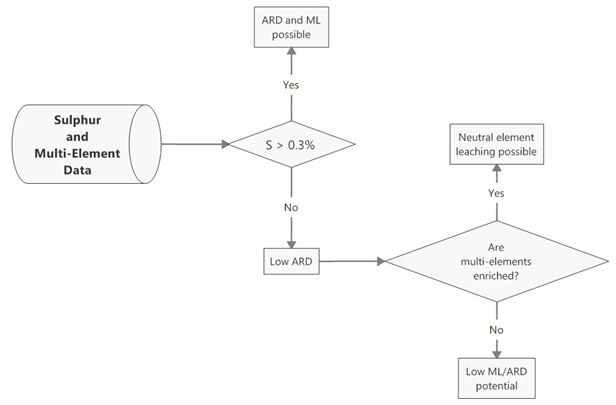 ARD and ML
possible
Yes
Sulphur
and
Multi-Element
Data
S > 0.3%
No
Low ARD
Neutral element
leaching possible
Yes
Are
multi-elements
enriched?
No
Low ML/ARD
potential